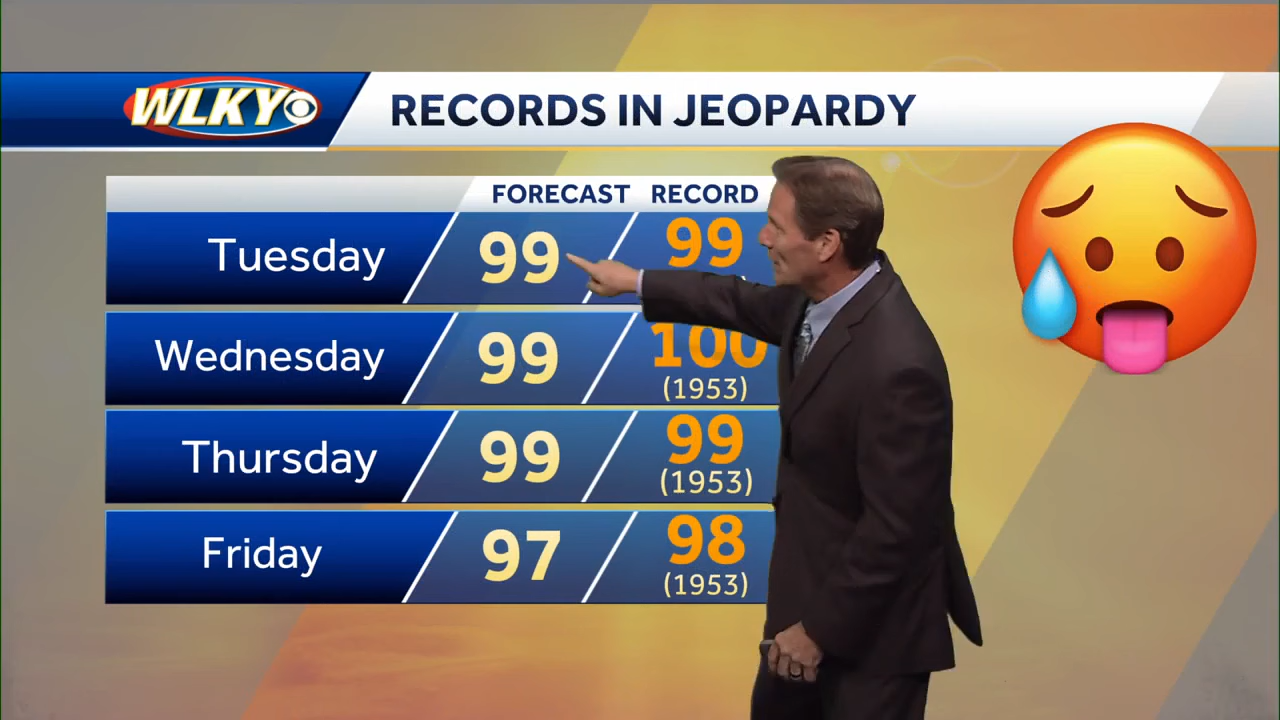 WLKY
RECORDS IN JEOPARDY
FORECAST RECORD
Tuesday 99 99
Wednesday 99 100
(1953)
Thursday 99 99
(1953)
Friday 97 98
(1953)